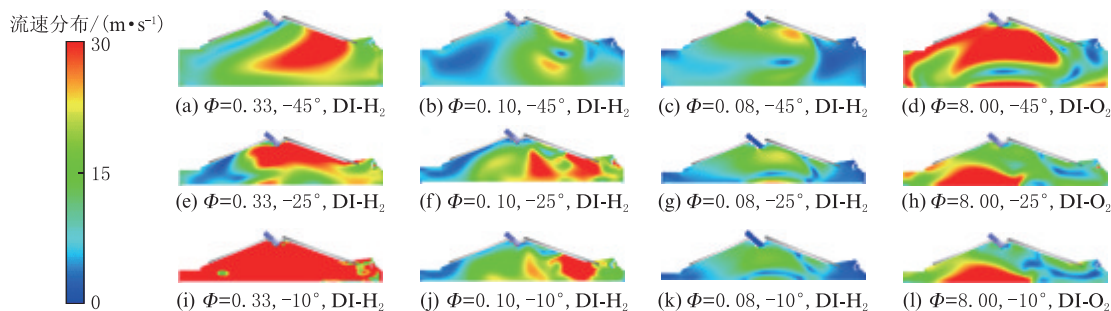 流速分布/(m•s⁻¹)
30
15
0
(a) Φ=0.33, -45°, DI-H₂
(b) Φ=0.10, -45°, DI-H₂
(c) Φ=0.08, -45°, DI-H₂
(d) Φ=8.00, -45°, DI-O₂
(e) Φ=0.33, -25°, DI-H₂
(f) Φ=0.10, -25°, DI-H₂
(g) Φ=0.08, -25°, DI-H₂
(h) Φ=8.00, -25°, DI-O₂
(i) Φ=0.33, -10°, DI-H₂
(j) Φ=0.10, -10°, DI-H₂
(k) Φ=0.08, -10°, DI-H₂
(l) Φ=8.00, -10°, DI-O₂